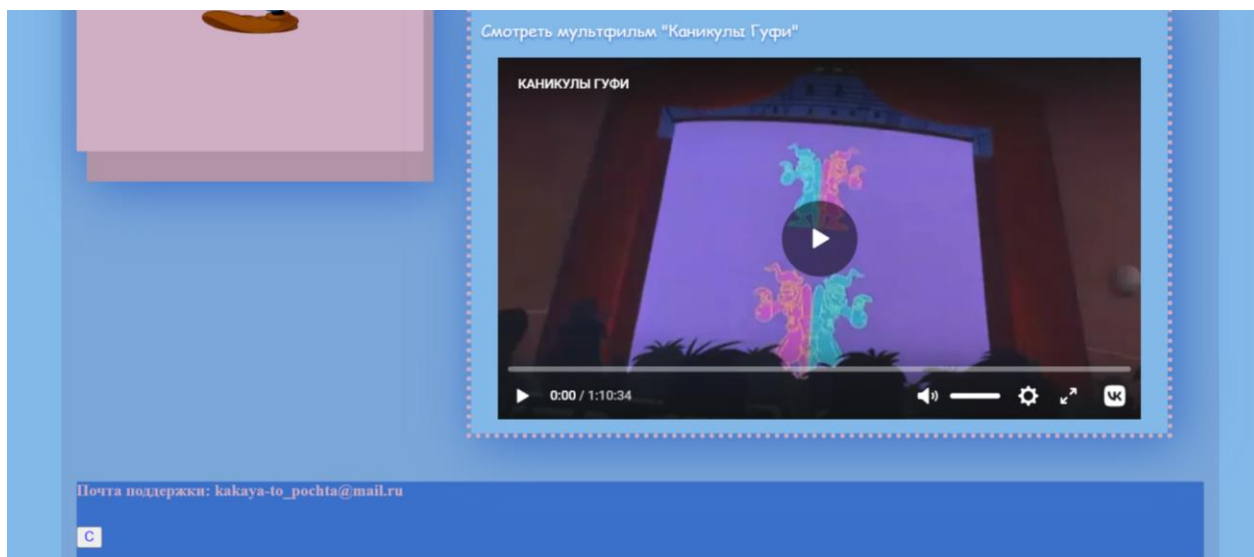 Смотреть мультфильм "Каникулы Гуфи"
КАНИКУЛЫ ГУФИ
0:00 / 1:10:34
Почта поддержки: kakaya-to_pochta@mail.ru
С